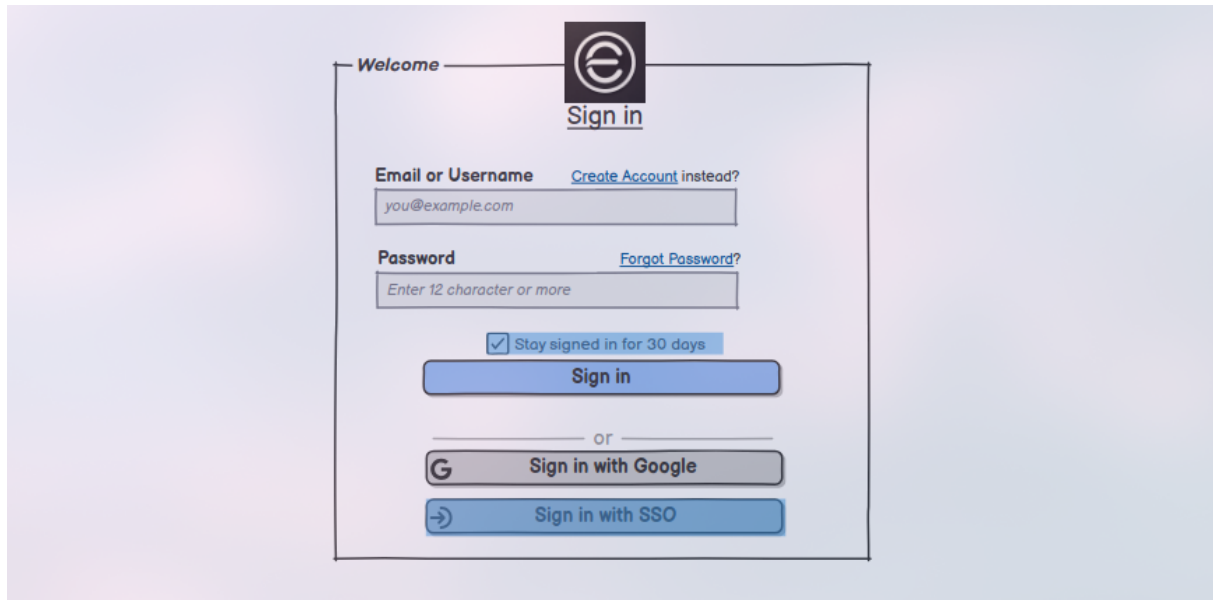 Welcome
Sign in
Email or Username Create Account instead?
you@example.com
Password Forgot Password?
Enter 12 character or more
Stay signed in for 30 days
Sign in
or
Sign in with Google
Sign in with SSO